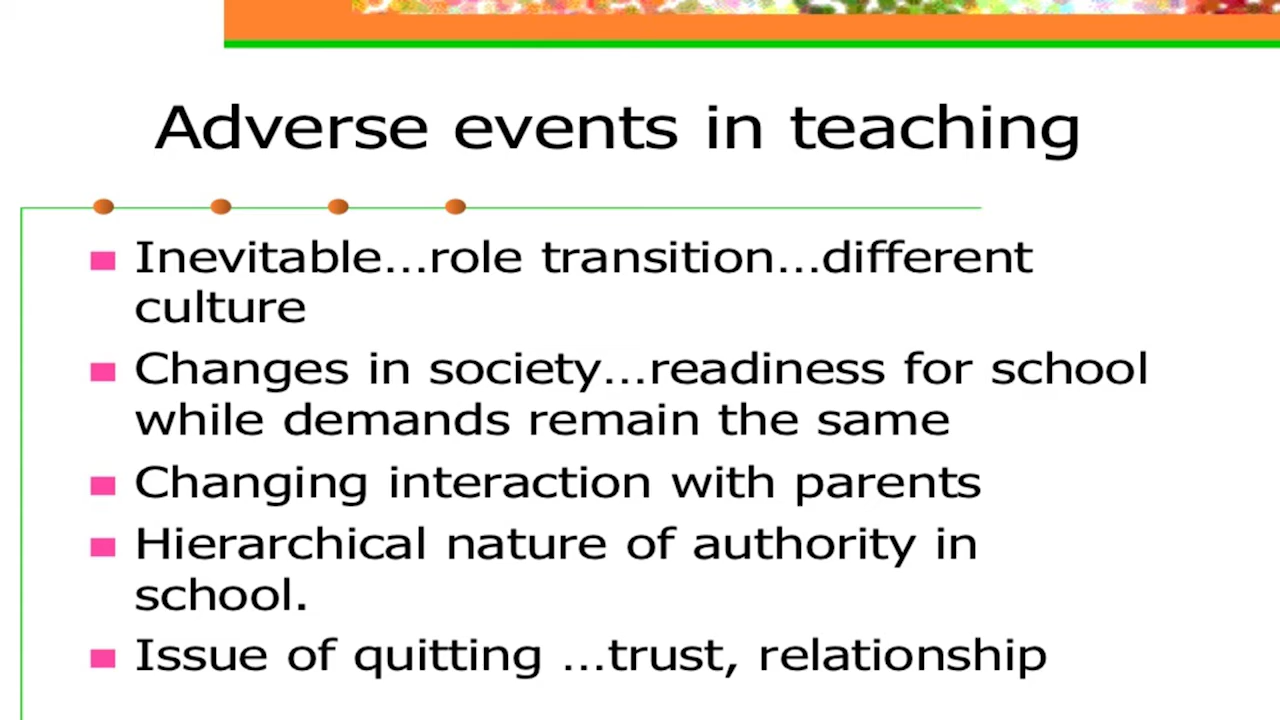 Adverse events in teaching
Inevitable...role transition...different
culture
Changes in society...readiness for school
while demands remain the same
Changing interaction with parents
Hierarchical nature of authority in
school.
Issue of quitting ...trust, relationship